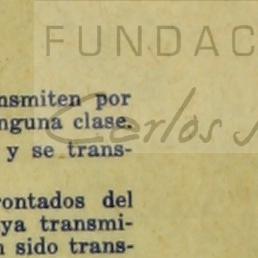 FUNDAC
Carlos
nsmiten por
nguna clase.
y se trans-
rontados del
ya transmi-
n sido trans-